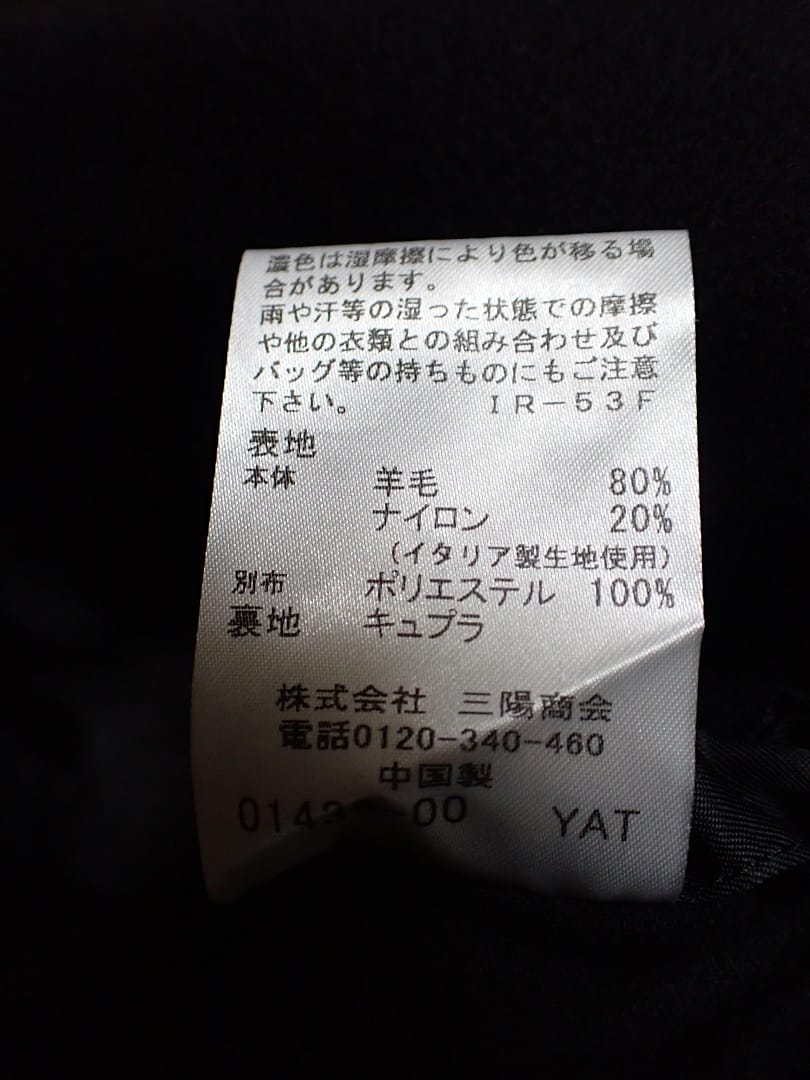 濃色は湿摩擦により色が移る場
合があります。
雨や汗等の湿った状態での摩擦
や他の衣類との組み合わせ及び
バッグ等の持ちものにもご注意
下さい。 ＩＲ－５３Ｆ
表地
本体 羊毛 80%
ナイロン 20%
(イタリア製生地使用)
別布 ポリエステル 100%
裏地 キュプラ
株式会社 三陽商会
電話0120-340-460
中国製
YAT